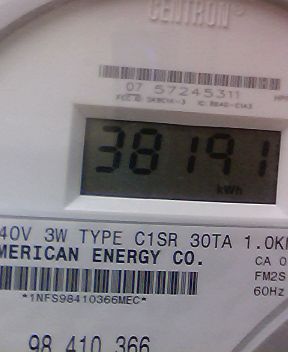 CENTRON®
07 57245311
38191
kWh
40V 3W TYPE C1SR 30TA 1.0K
MERICAN ENERGY CO.
CA 0
FM2S
60Hz
*1NFS98410366MEC*
98 410 366